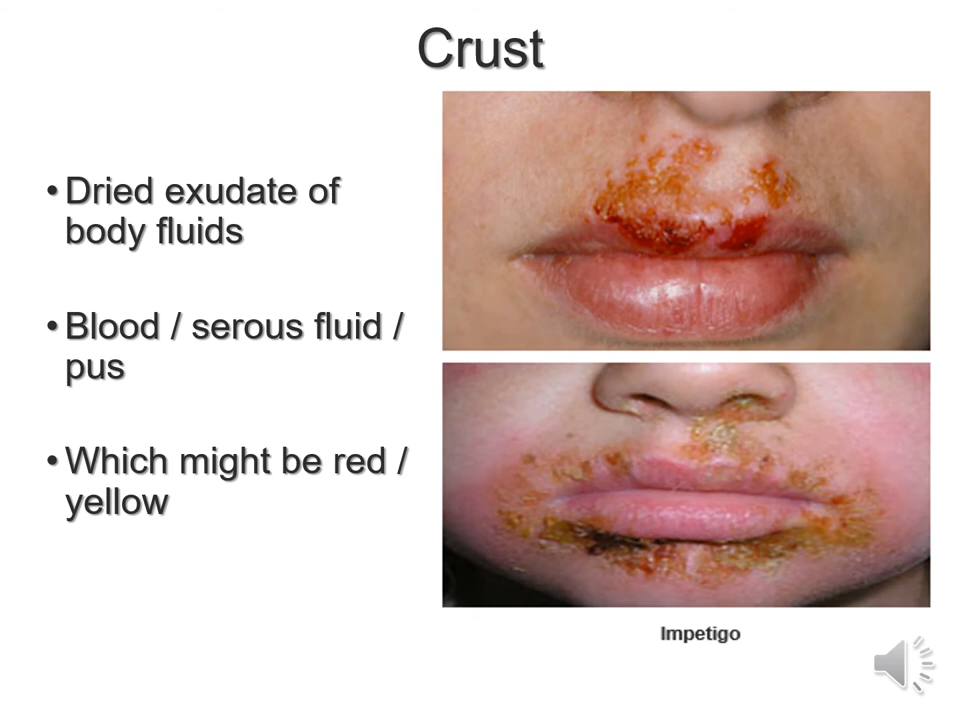 Crust
• Dried exudate of
body fluids
• Blood / serous fluid /
pus
• Which might be red /
yellow
Impetigo